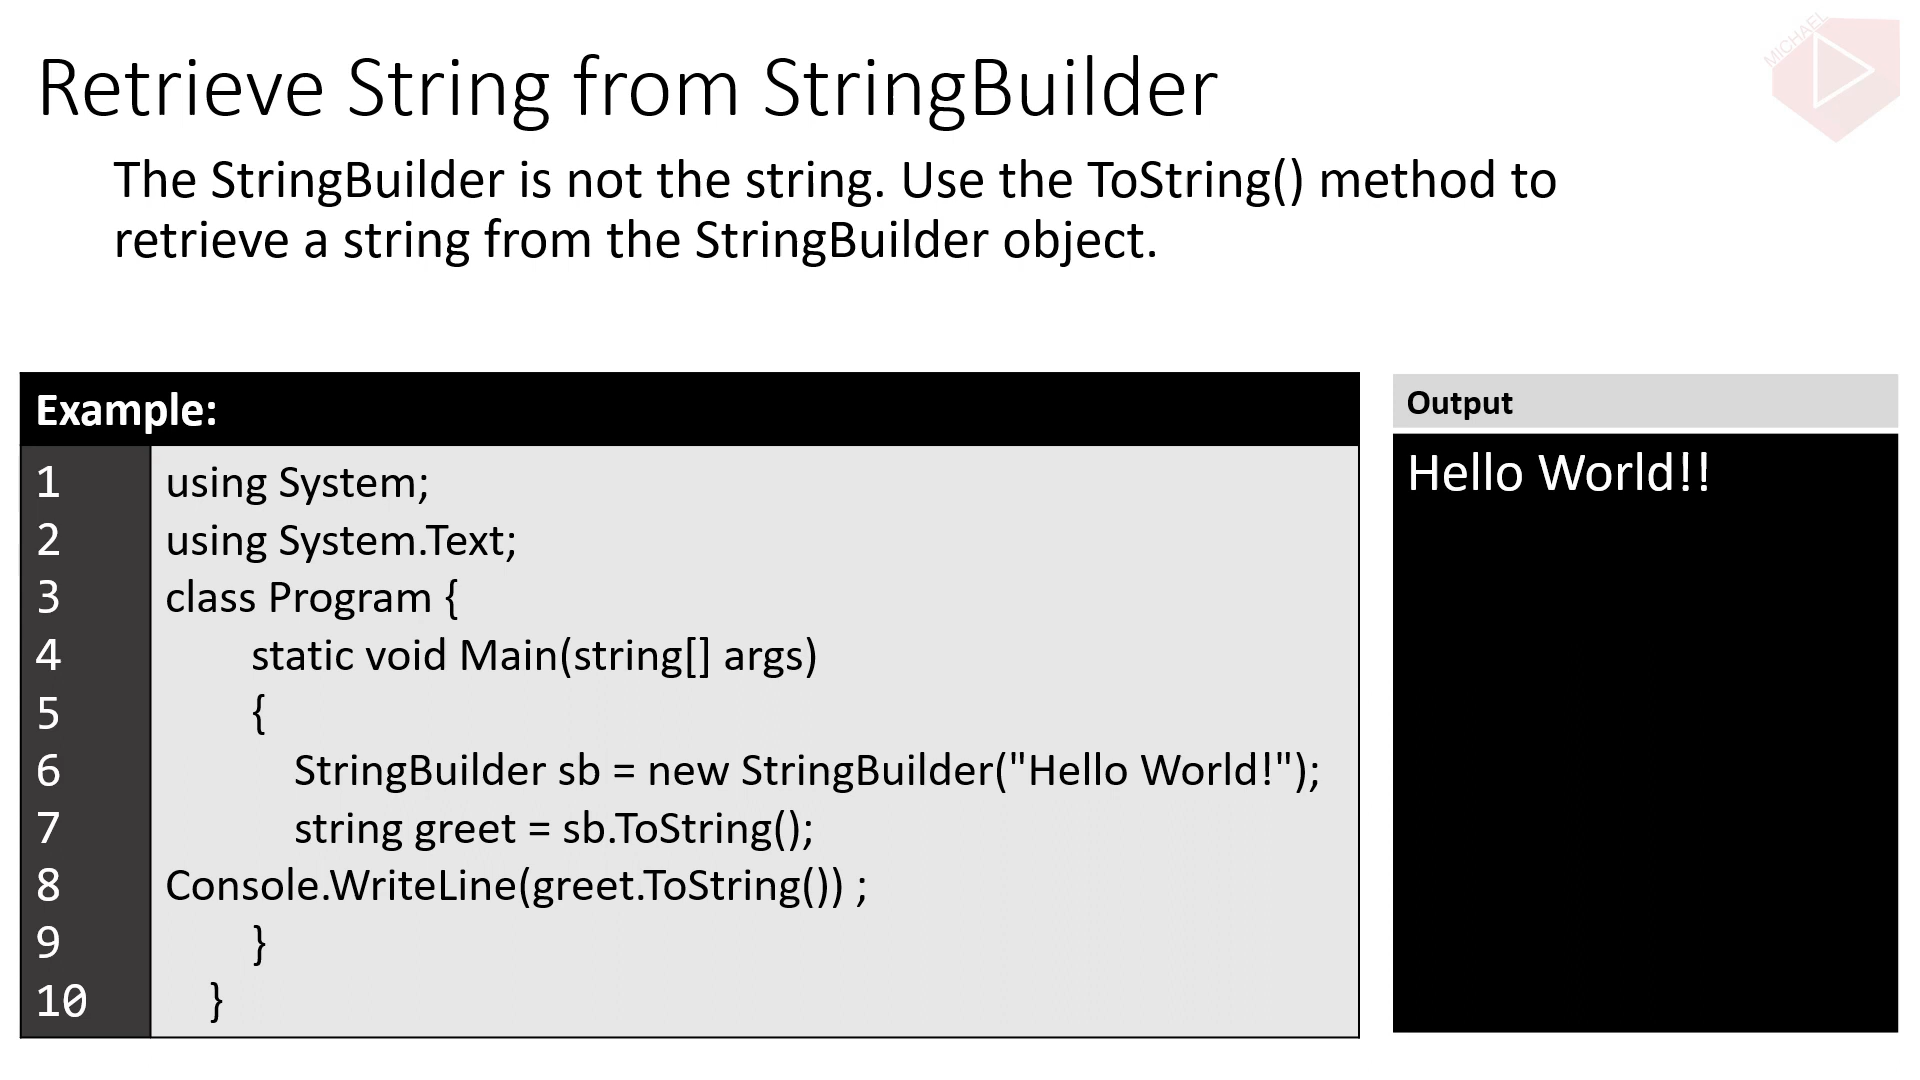 MICHAEL
Retrieve String from StringBuilder
The StringBuilder is not the string. Use the ToString() method to
retrieve a string from the StringBuilder object.
Example:
1 using System;
2 using System.Text;
3 class Program {
4 static void Main(string[] args)
5 {
6 StringBuilder sb = new StringBuilder("Hello World!");
7 string greet = sb.ToString();
8 Console.WriteLine(greet.ToString()) ;
9 }
10 }
Output
Hello World!!